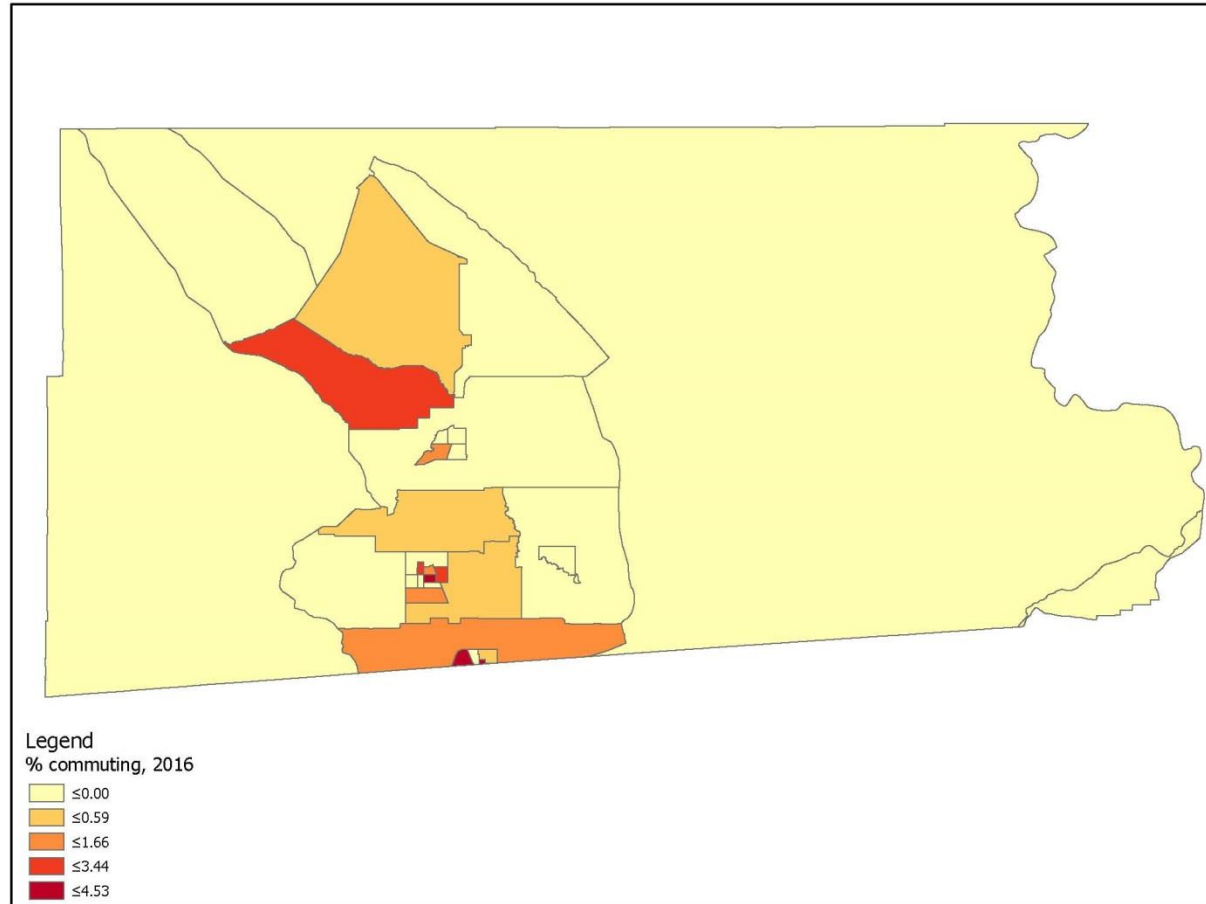 Legend
% commuting, 2016
≤0.00
≤0.59
≤1.66
≤3.44
≤4.53